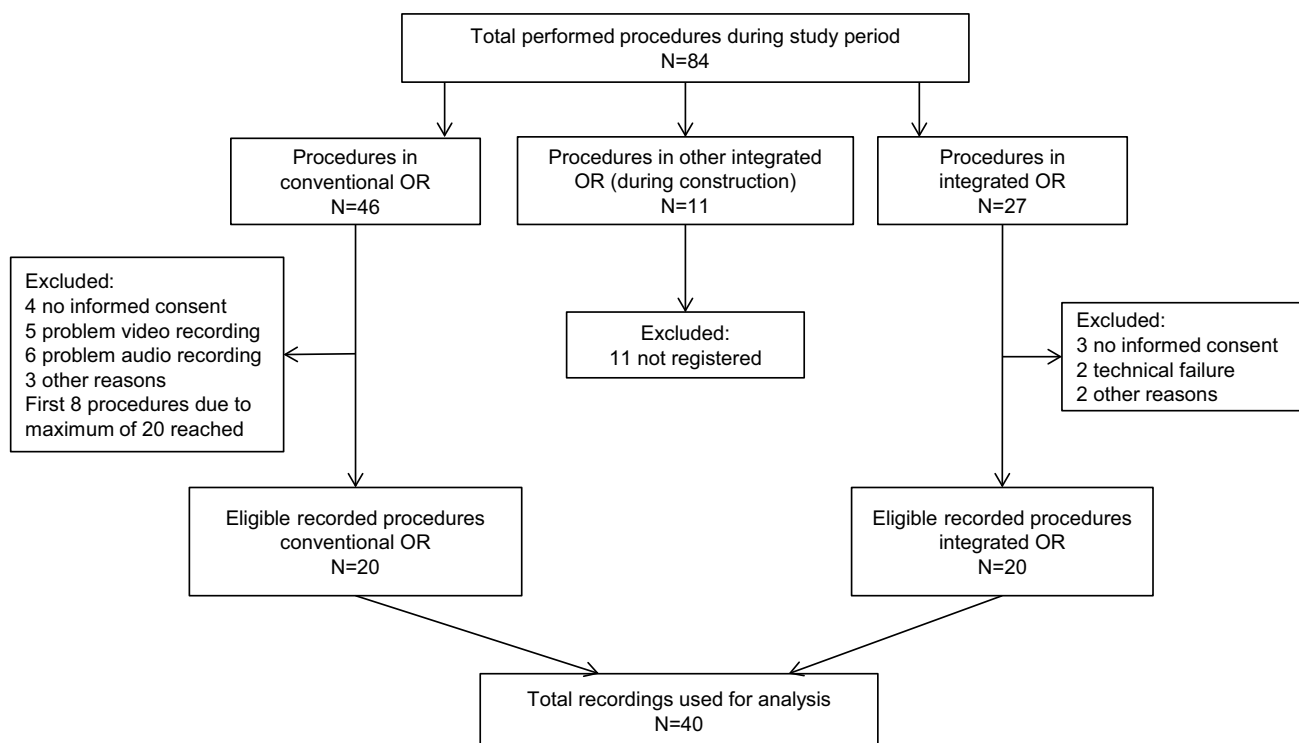 Total performed procedures during study period
N=84
Procedures in
conventional OR
N=46
Procedures in other integrated
OR (during construction)
N=11
Procedures in
integrated OR
N=27
Excluded:
4 no informed consent
5 problem video recording
6 problem audio recording
3 other reasons
First 8 procedures due to
maximum of 20 reached
Excluded:
11 not registered
Excluded:
3 no informed consent
2 technical failure
2 other reasons
Eligible recorded procedures
conventional OR
N=20
Eligible recorded procedures
integrated OR
N=20
Total recordings used for analysis
N=40